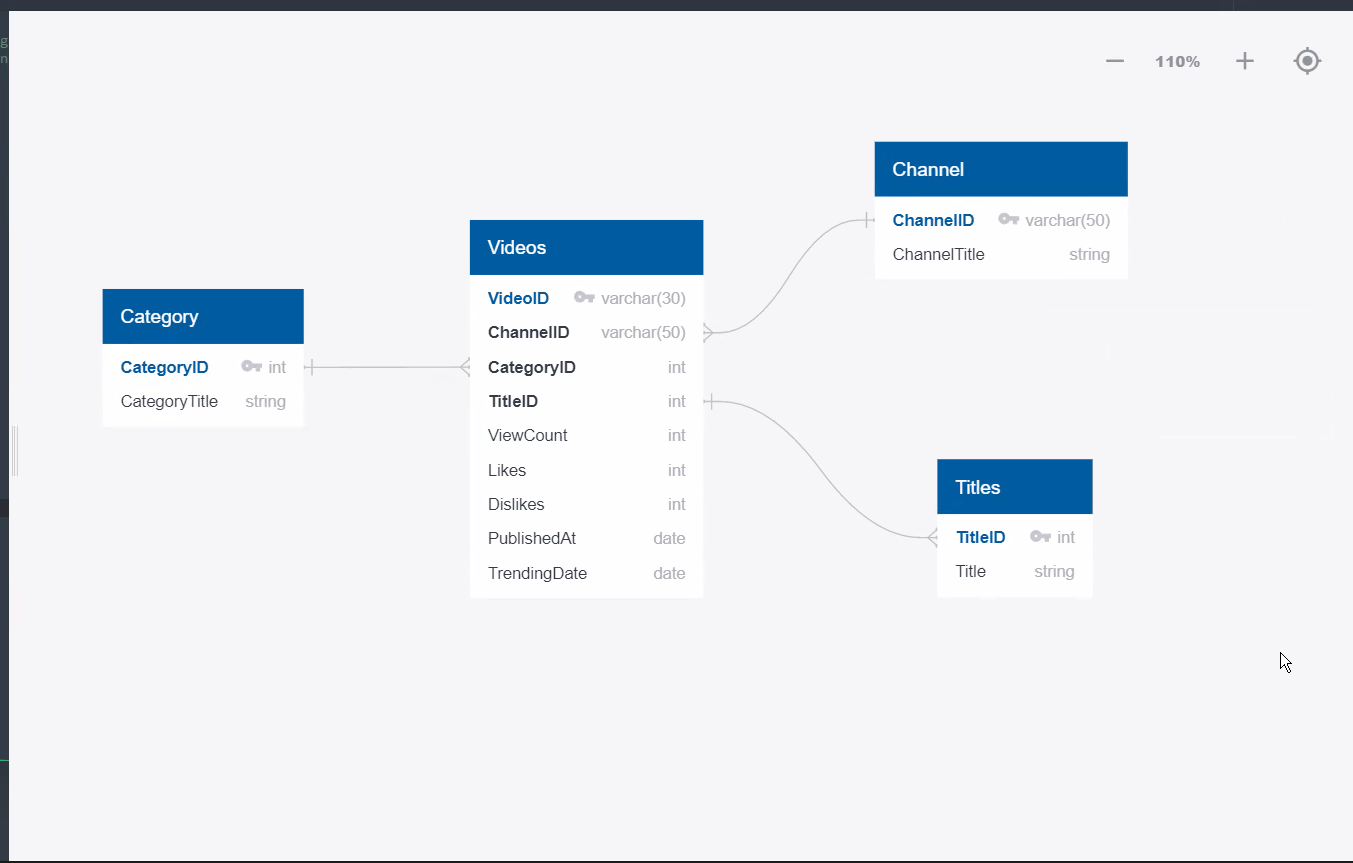 g
n
110%
Channel
ChannelID varchar(50)
ChannelTitle string
Videos
VideoID varchar(30)
ChannelID varchar(50)
CategoryID int
TitleID int
ViewCount int
Likes int
Dislikes int
PublishedAt date
TrendingDate date
Category
CategoryID int
CategoryTitle string
Titles
TitleID int
Title string